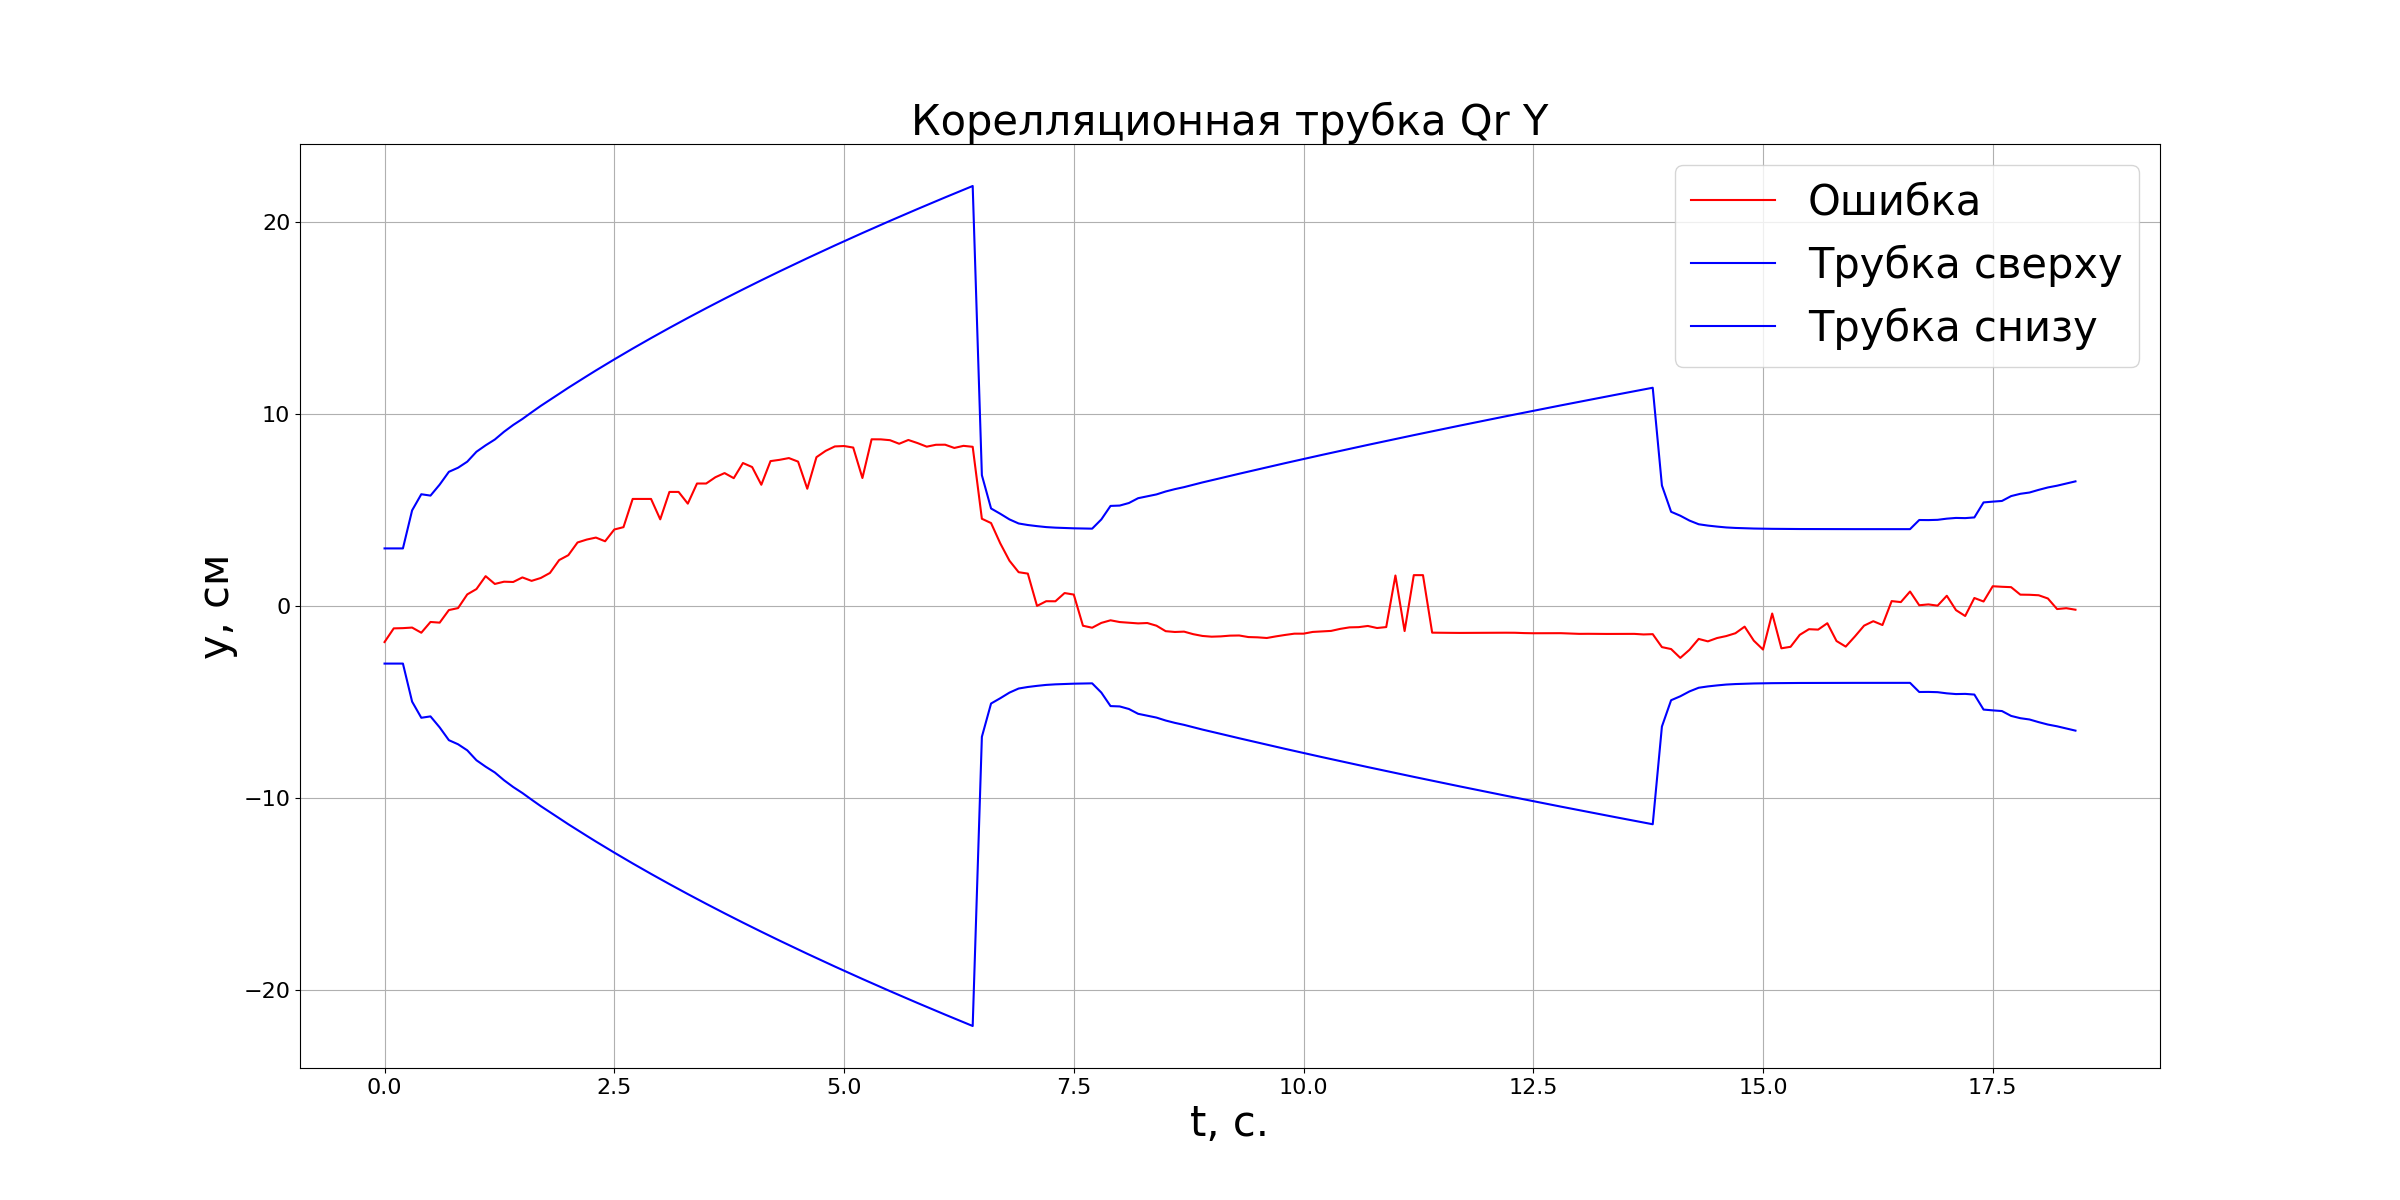 Корелляционная трубка Qr Y
Ошибка
Трубка сверху
Трубка снизу
20
10
0
−10
−20
y, см
0.0 2.5 5.0 7.5 10.0 12.5 15.0 17.5
t, с.